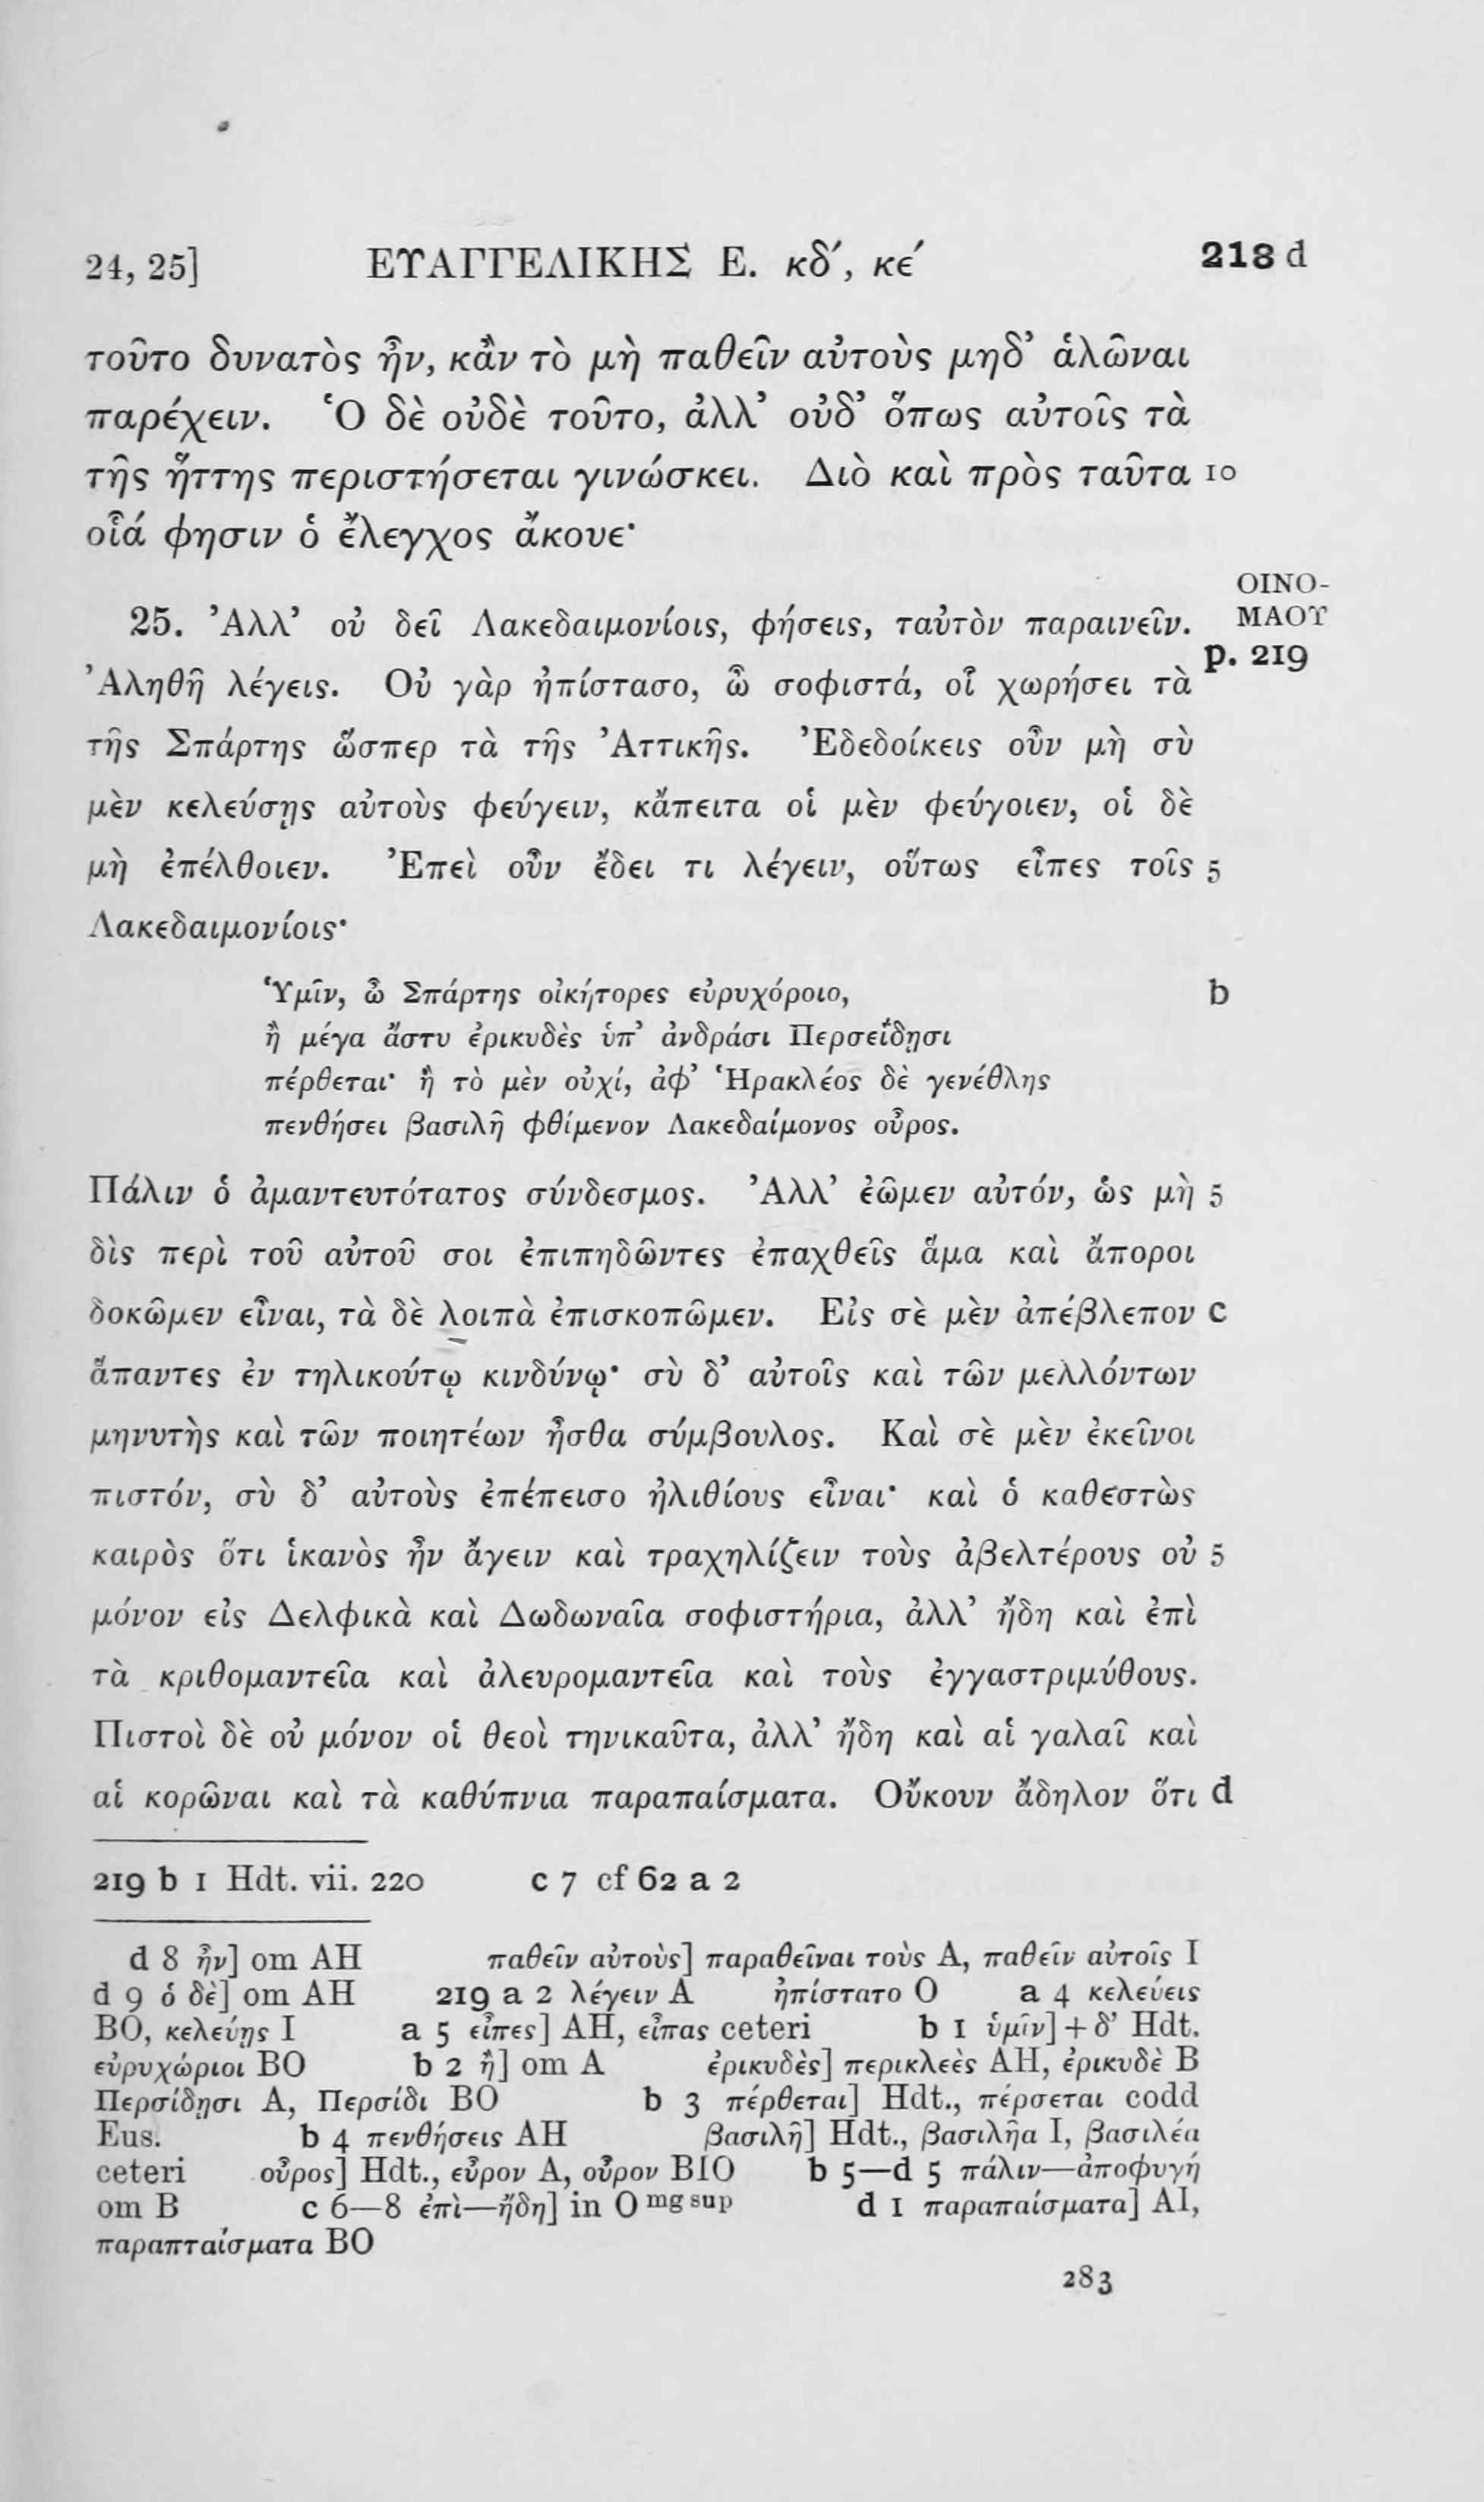 24, 25] ΕΥΑΓΓΕΛΙΚΗΣ Ε. κδ´, κε´ 218 d
τοῦτο δυνατὸς ἦν, κἂν τὸ μὴ παθεῖν αὐτοὺς μηδ’ ἁλῶναι
παρέχειν. Ὁ δὲ οὐδὲ τοῦτο, ἀλλ’ οὐδ’ ὅπως αὐτοῖς τὰ
τῆς ἥττης περιστήσεται γινώσκει. Διὸ καὶ πρὸς ταῦτα 10
οἷά φησιν ὁ ἔλεγχος ἄκουε·
ΟΙΝΟ-
ΜΑΟΥ
25. Ἀλλ’ οὐ δεῖ Λακεδαιμονίοις, φήσεις, ταὐτὸν παραινεῖν.
p. 219
Ἀληθῆ λέγεις. Οὐ γὰρ ἠπίστασο, ὦ σοφιστά, οἷ χωρήσει τὰ
τῆς Σπάρτης ὥσπερ τὰ τῆς Ἀττικῆς. Ἐδεδοίκεις οὖν μὴ σὺ
μὲν κελεύσῃς αὐτοὺς φεύγειν, κἄπειτα οἱ μὲν φεύγοιεν, οἱ δὲ
μὴ ἐπέλθοιεν. Ἐπεὶ οὖν ἔδει τι λέγειν, οὕτως εἶπες τοῖς 5
Λακεδαιμονίοις·
Ὑμῖν, ὦ Σπάρτης οἰκήτορες εὐρυχόροιο, b
ἢ μέγα ἄστυ ἐρικυδὲς ὑπ’ ἀνδράσι Περσεΐδῃσι
πέρθεται· ἢ τὸ μὲν οὐχί, ἀφ’ Ἡρακλέος δὲ γενέθλης
πενθήσει βασιλῆ φθίμενον Λακεδαίμονος οὖρος.
Πάλιν ὁ ἀμαντευτότατος σύνδεσμος. Ἀλλ’ ἐῶμεν αὐτόν, ὡς μὴ 5
δὶς περὶ τοῦ αὐτοῦ σοι ἐπιπηδῶντες ἐπαχθεῖς ἅμα καὶ ἄποροι
δοκῶμεν εἶναι, τὰ δὲ λοιπὰ ἐπισκοπῶμεν. Εἰς σὲ μὲν ἀπέβλεπον c
ἅπαντες ἐν τηλικούτῳ κινδύνῳ· σὺ δ’ αὐτοῖς καὶ τῶν μελλόντων
μηνυτὴς καὶ τῶν ποιητέων ἦσθα σύμβουλος. Καὶ σὲ μὲν ἐκεῖνοι
πιστόν, σὺ δ’ αὐτοὺς ἐπέπεισο ἠλιθίους εἶναι· καὶ ὁ καθεστὼς
καιρὸς ὅτι ἱκανὸς ἦν ἄγειν καὶ τραχηλίζειν τοὺς ἀβελτέρους οὐ 5
μόνον εἰς Δελφικὰ καὶ Δωδωναῖα σοφιστήρια, ἀλλ’ ἤδη καὶ ἐπὶ
τὰ κριθομαντεῖα καὶ ἀλευρομαντεῖα καὶ τοὺς ἐγγαστριμύθους.
Πιστοὶ δὲ οὐ μόνον οἱ θεοὶ τηνικαῦτα, ἀλλ’ ἤδη καὶ αἱ γαλαῖ καὶ
αἱ κορῶναι καὶ τὰ καθύπνια παραπαίσματα. Οὔκουν ἄδηλον ὅτι d
219 b 1 Hdt. vii. 220 c 7 cf 62 a 2
d 8 ἦν] om AH παθεῖν αὐτοὺς] παραθεῖναι τοὺς A, παθεῖν αὐτοῖς I
d 9 ὁ δὲ] om AH 219 a 2 λέγειν A ἠπίστατο O a 4 κελεύεις
BO, κελεύῃς I a 5 εἶπες] AH, εἶπας ceteri b 1 ὑμῖν] + δ’ Hdt.
εὐρυχώριοι BO b 2 ἢ] om A ἐρικυδὲς] περικλεὲς AH, ἐρικυδὲ B
Περσίδῃσι A, Περσίδι BO b 3 πέρθεται] Hdt., πέρσεται codd
Eus. b 4 πενθήσεις AH βασιλῆ] Hdt., βασιλῆα I, βασιλέα
ceteri οὖρος] Hdt., εὗρον A, οὖρον BIO b 5—d 5 πάλιν—ἀποφυγή
om B c 6—8 ἐπὶ—ἤδη] in O mg sup d 1 παραπαίσματα] AI,
παραπταίσματα BO
283